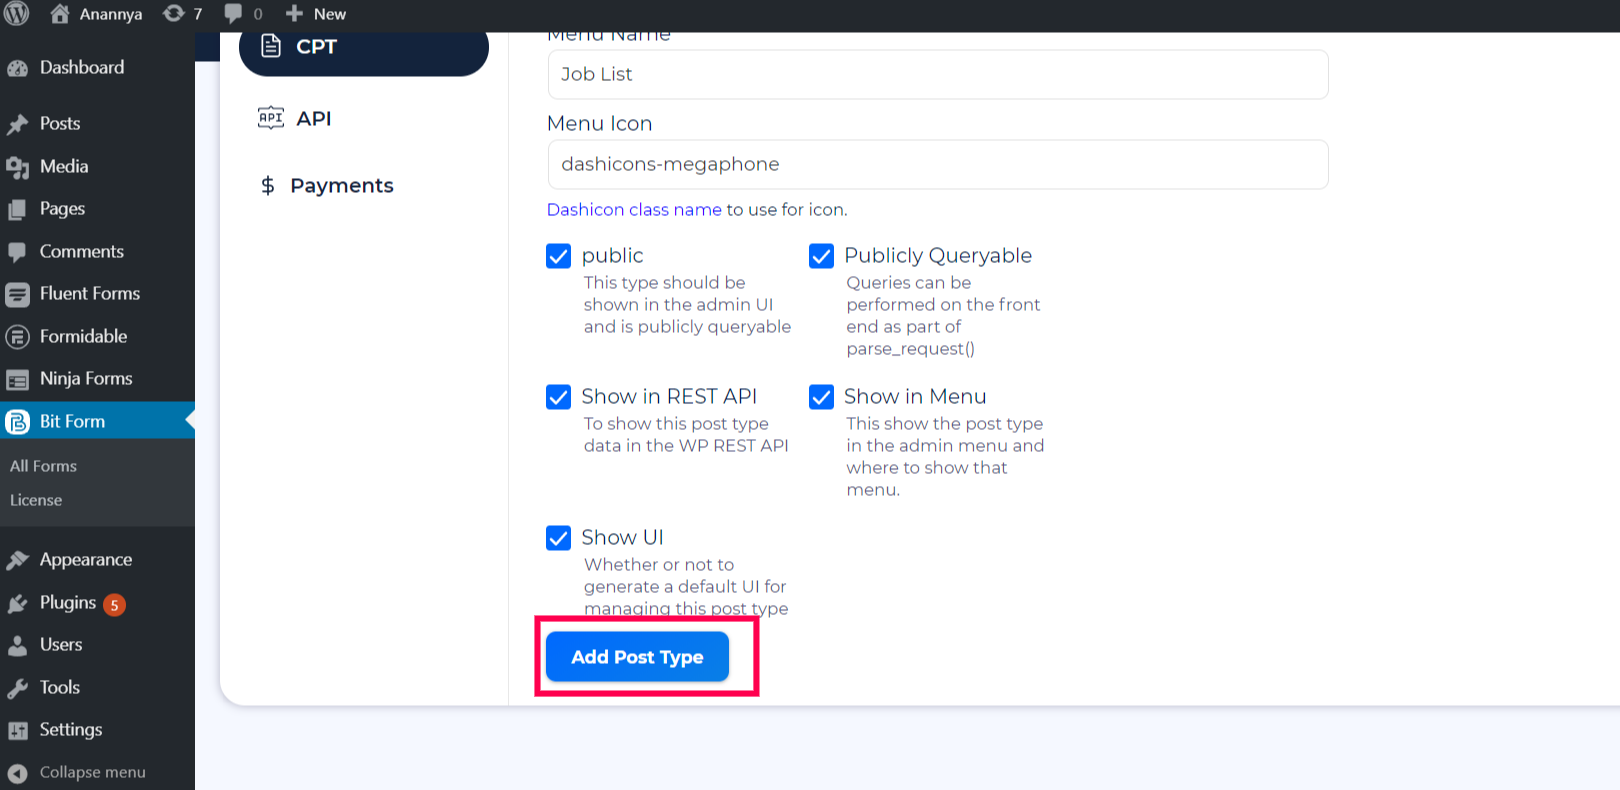 Anannya 7 0 New
Dashboard
Posts
Media
Pages
Comments
Fluent Forms
Formidable
Ninja Forms
Bit Form
All Forms
License
Appearance
Plugins 5
Users
Tools
Settings
Collapse menu
CPT
API API
$ Payments
Menu Name
Job List
Menu Icon
dashicons-megaphone
Dashicon class name to use for icon.
public
This type should be
shown in the admin UI
and is publicly queryable
Publicly Queryable
Queries can be
performed on the front
end as part of
parse_request()
Show in REST API
To show this post type
data in the WP REST API
Show in Menu
This show the post type
in the admin menu and
where to show that
menu.
Show UI
Whether or not to
generate a default UI for
managing this post type
Add Post Type